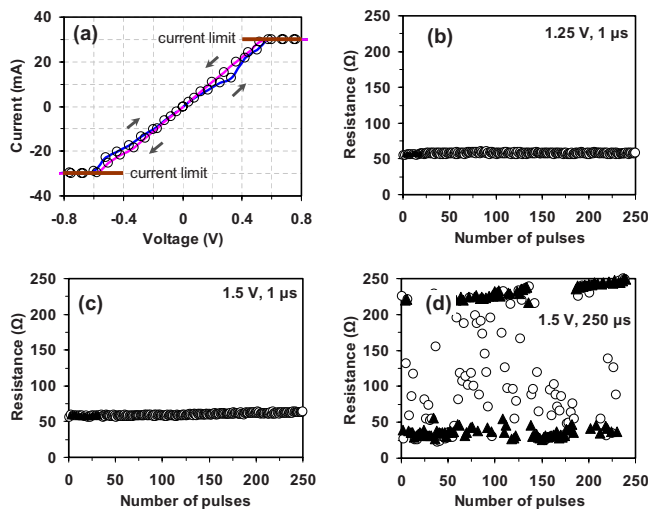 (a)
current limit
current limit
Current (mA)
40
20
0
-20
-40
-0.8 -0.4 0 0.4 0.8
Voltage (V)
(b)
1.25 V, 1 µs
Resistance (Ω)
250
200
150
100
50
0
0 50 100 150 200 250
Number of pulses
(c)
1.5 V, 1 µs
Resistance (Ω)
250
200
150
100
50
0
0 50 100 150 200 250
Number of pulses
(d)
1.5 V, 250 µs
Resistance (Ω)
250
200
150
100
50
0
0 50 100 150 200 250
Number of pulses